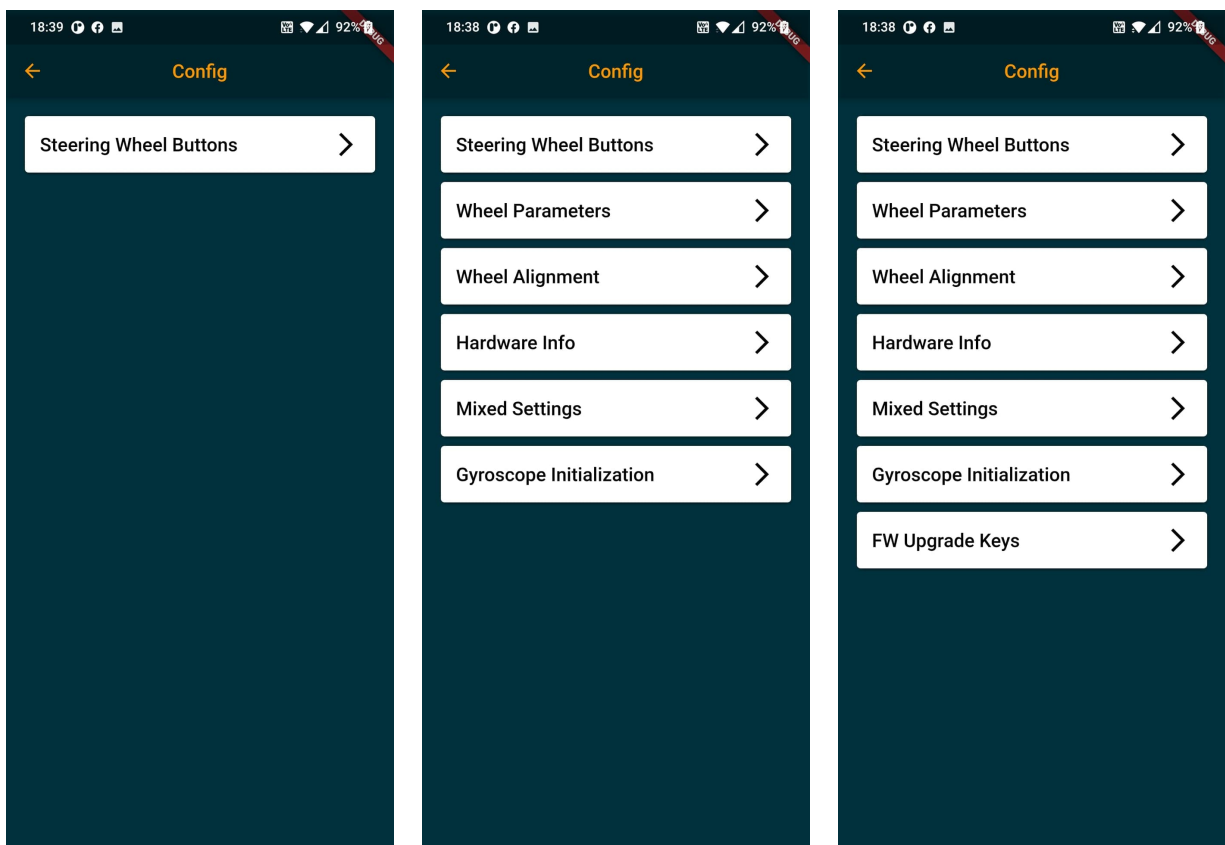 18:39
92%
Config
Steering Wheel Buttons
18:38
92%
Config
Steering Wheel Buttons
Wheel Parameters
Wheel Alignment
Hardware Info
Mixed Settings
Gyroscope Initialization
18:38
92%
Config
Steering Wheel Buttons
Wheel Parameters
Wheel Alignment
Hardware Info
Mixed Settings
Gyroscope Initialization
FW Upgrade Keys